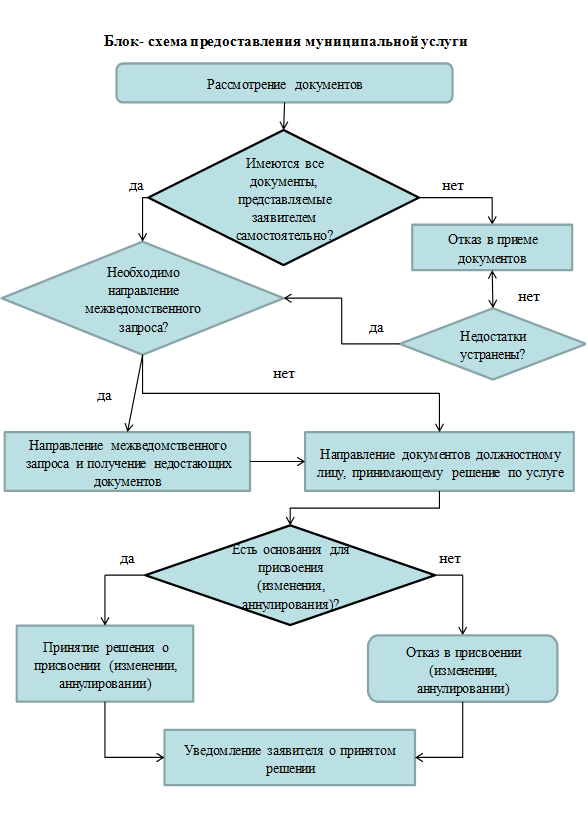 Блок- схема предоставления муниципальной услуги
Рассмотрение документов
Имеются все
документы,
представляемые
заявителем
самостоятельно?
да
нет
Отказ в приеме
документов
Необходимо
направление
межведомственного
запроса?
нет
да
Недостатки
устранены?
нет
да
Направление межведомственного
запроса и получение недостающих
документов
Направление документов должностному
лицу, принимающему решение по услуге
Есть основания для
присвоения
(изменения,
аннулирования)?
да
нет
Принятие решения о
присвоении (изменении,
аннулировании)
Отказ в присвоении
(изменении,
аннулировании)
Уведомление заявителя о принятом
решении